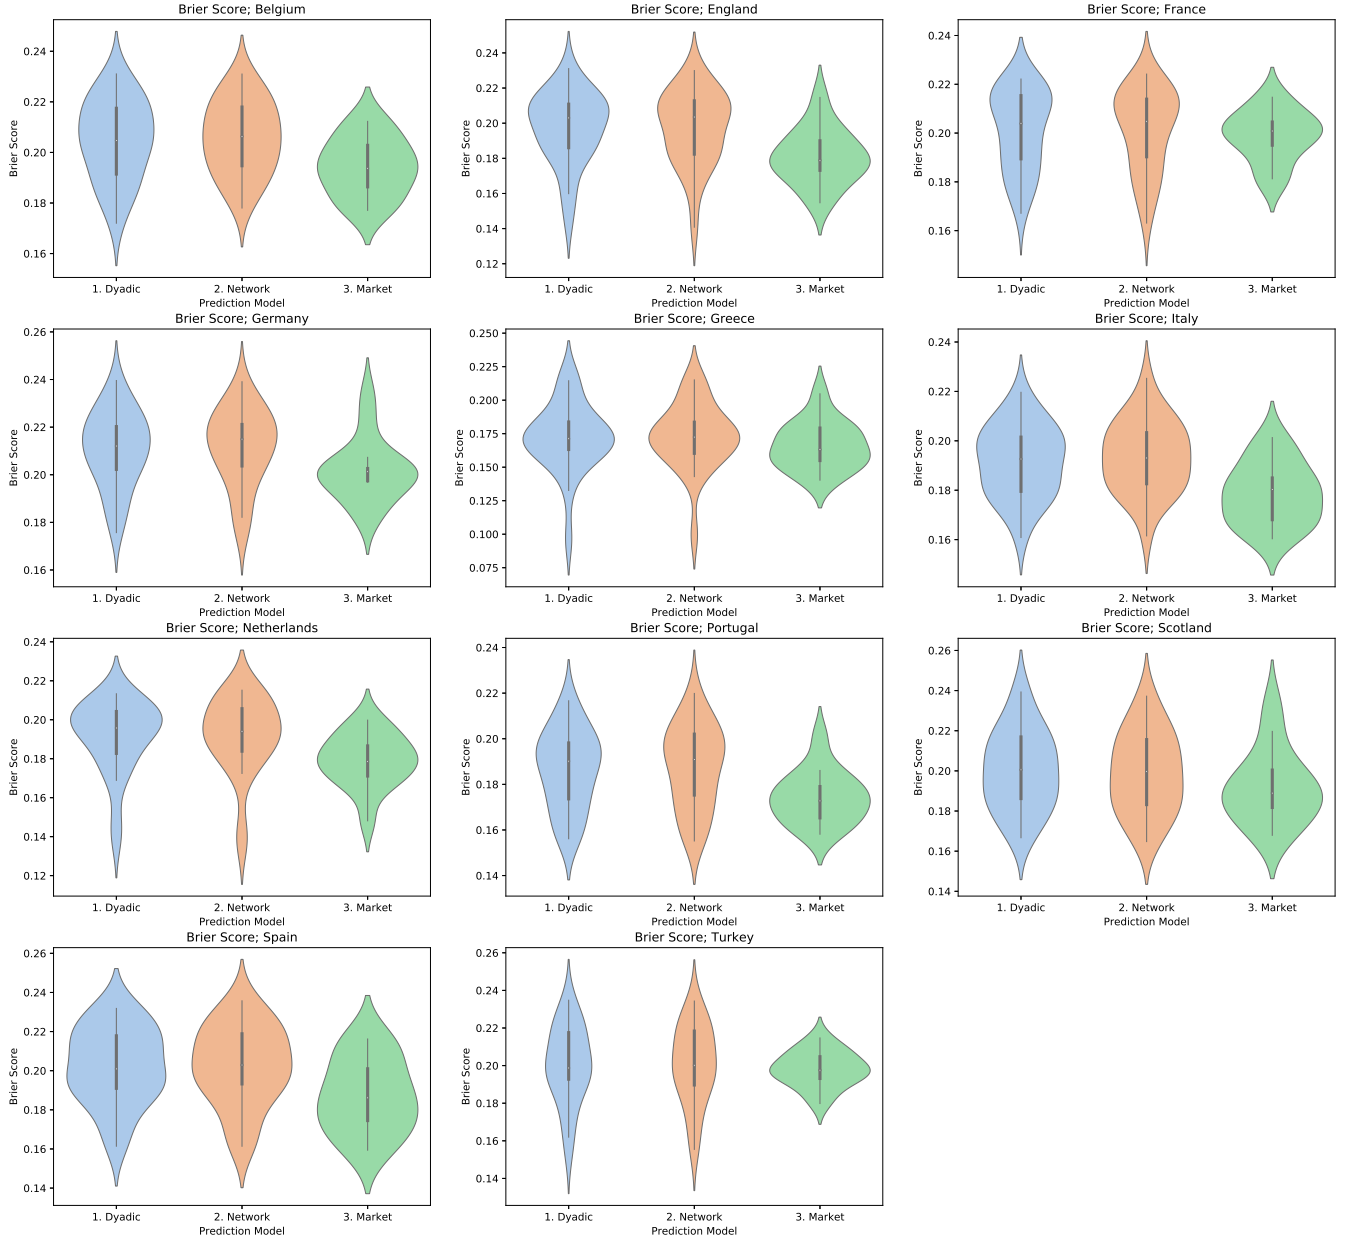 Brier Score; Belgium
Brier Score
0.24
0.22
0.20
0.18
0.16
1. Dyadic
2. Network
3. Market
Prediction Model
Brier Score; England
Brier Score
0.24
0.22
0.20
0.18
0.16
0.14
0.12
1. Dyadic
2. Network
3. Market
Prediction Model
Brier Score; France
Brier Score
0.24
0.22
0.20
0.18
0.16
1. Dyadic
2. Network
3. Market
Prediction Model
Brier Score; Germany
Brier Score
0.26
0.24
0.22
0.20
0.18
0.16
1. Dyadic
2. Network
3. Market
Prediction Model
Brier Score; Greece
Brier Score
0.250
0.225
0.200
0.175
0.150
0.125
0.100
0.075
1. Dyadic
2. Network
3. Market
Prediction Model
Brier Score; Italy
Brier Score
0.24
0.22
0.20
0.18
0.16
1. Dyadic
2. Network
3. Market
Prediction Model
Brier Score; Netherlands
Brier Score
0.24
0.22
0.20
0.18
0.16
0.14
0.12
1. Dyadic
2. Network
3. Market
Prediction Model
Brier Score; Portugal
Brier Score
0.24
0.22
0.20
0.18
0.16
0.14
1. Dyadic
2. Network
3. Market
Prediction Model
Brier Score; Scotland
Brier Score
0.26
0.24
0.22
0.20
0.18
0.16
0.14
1. Dyadic
2. Network
3. Market
Prediction Model
Brier Score; Spain
Brier Score
0.26
0.24
0.22
0.20
0.18
0.16
0.14
1. Dyadic
2. Network
3. Market
Prediction Model
Brier Score; Turkey
Brier Score
0.26
0.24
0.22
0.20
0.18
0.16
0.14
1. Dyadic
2. Network
3. Market
Prediction Model